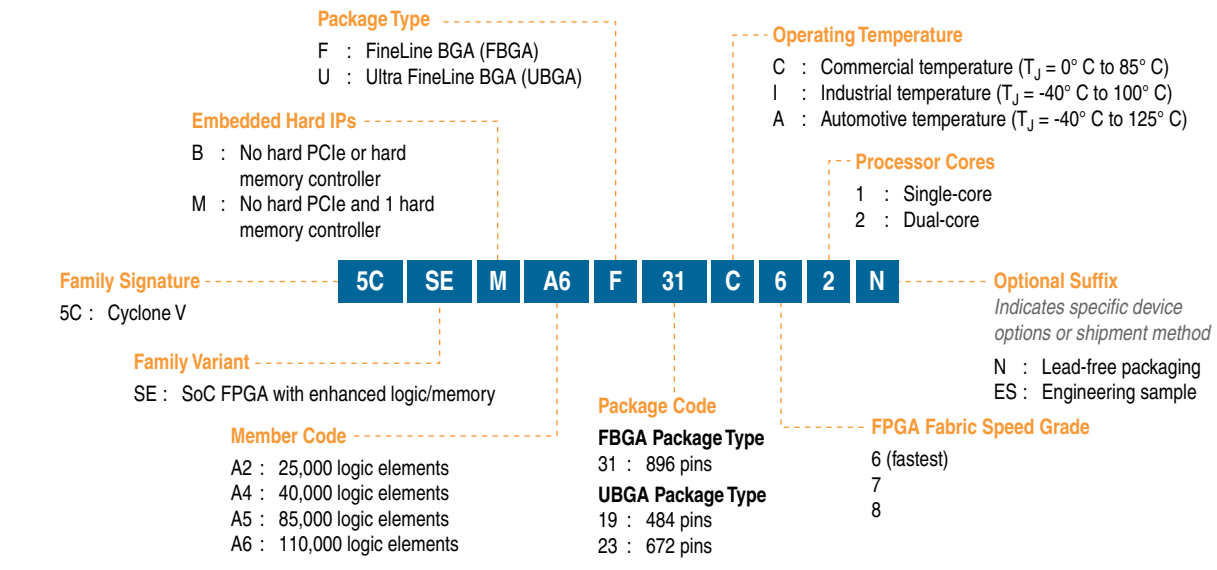 Package Type
F : FineLine BGA (FBGA)
U : Ultra FineLine BGA (UBGA)
Operating Temperature
C : Commercial temperature (TJ = 0° C to 85° C)
I : Industrial temperature (TJ = -40° C to 100° C)
A : Automotive temperature (TJ = -40° C to 125° C)
Embedded Hard IPs
B : No hard PCIe or hard
memory controller
M : No hard PCIe and 1 hard
memory controller
Processor Cores
1 : Single-core
2 : Dual-core
5C SE M A6 F 31 C 6 2 N
Family Signature
5C : Cyclone V
Optional Suffix
Indicates specific device
options or shipment method
N : Lead-free packaging
ES : Engineering sample
Family Variant
SE : SoC FPGA with enhanced logic/memory
Member Code
A2 : 25,000 logic elements
A4 : 40,000 logic elements
A5 : 85,000 logic elements
A6 : 110,000 logic elements
Package Code
FBGA Package Type
31 : 896 pins
UBGA Package Type
19 : 484 pins
23 : 672 pins
FPGA Fabric Speed Grade
6 (fastest)
7
8